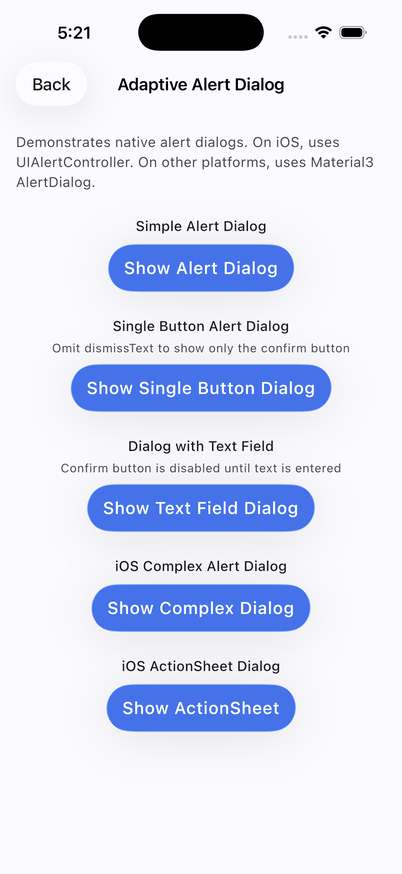 5:21
Back
Adaptive Alert Dialog
Demonstrates native alert dialogs. On iOS, uses
UIAlertController. On other platforms, uses Material3
AlertDialog.
Simple Alert Dialog
Show Alert Dialog
Single Button Alert Dialog
Omit dismissText to show only the confirm button
Show Single Button Dialog
Dialog with Text Field
Confirm button is disabled until text is entered
Show Text Field Dialog
iOS Complex Alert Dialog
Show Complex Dialog
iOS ActionSheet Dialog
Show ActionSheet